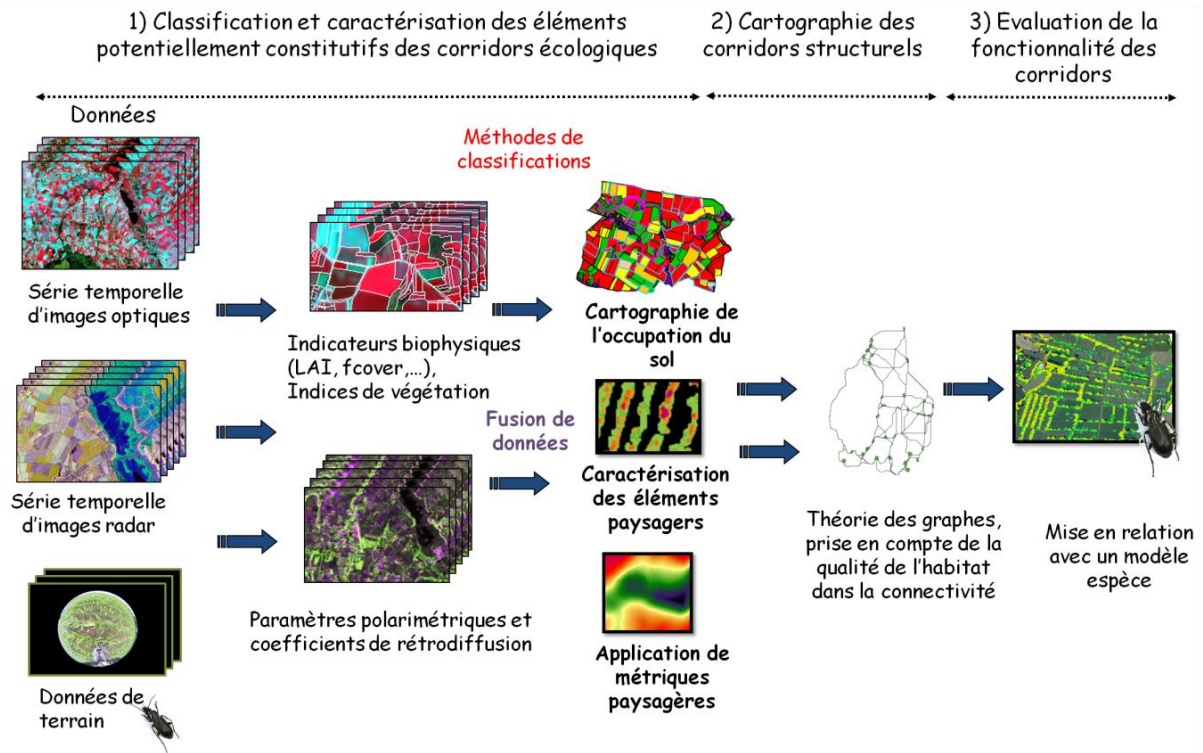 1) Classification et caractérisation des éléments
potentiellement constitutifs des corridors écologiques
2) Cartographie des
corridors structurels
3) Evaluation de la
fonctionnalité des
corridors
Données
Série temporelle
d'images optiques
Série temporelle
d'images radar
Données de
terrain
Indicateurs biophysiques
(LAI, fcover,...),
Indices de végétation
Paramètres polarimétriques et
coefficients de rétrodiffusion
Méthodes de
classifications
Fusion de
données
Cartographie de
l'occupation du
sol
Caractérisation
des éléments
paysagers
Application de
métriques
paysagères
Théorie des graphes,
prise en compte de la
qualité de l'habitat
dans la connectivité
Mise en relation
avec un modèle
espèce